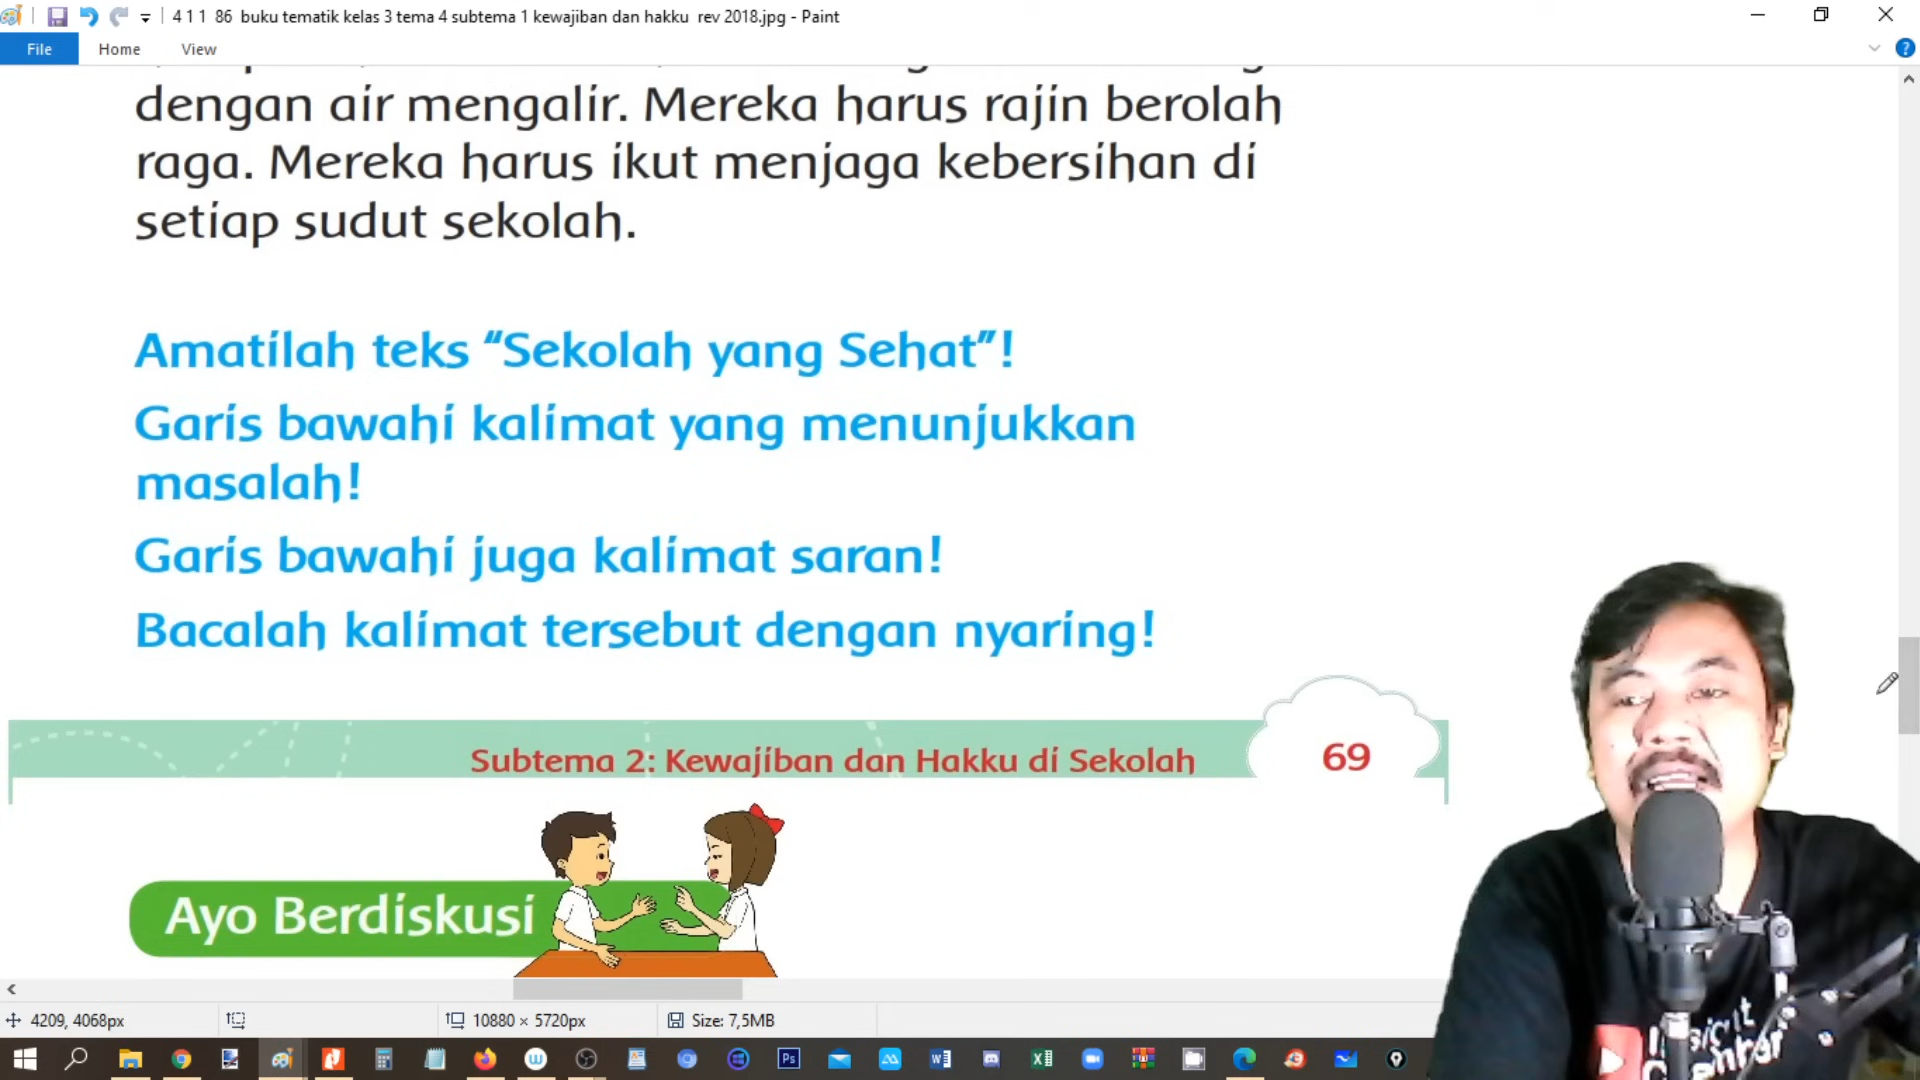 4 1 1 86 buku tematik kelas 3 tema 4 subtema 1 kewajiban dan hakku rev 2018.jpg - Paint
File Home View
dengan air mengalir. Mereka harus rajin berolah
raga. Mereka harus ikut menjaga kebersihan di
setiap sudut sekolah.
Amatilah teks “Sekolah yang Sehat”!
Garis bawahi kalimat yang menunjukkan
masalah!
Garis bawahi juga kalimat saran!
Bacalah kalimat tersebut dengan nyaring!
Subtema 2: Kewajiban dan Hakku di Sekolah 69
Ayo Berdiskusi
4209, 4068px 10880 × 5720px Size: 7,5MB